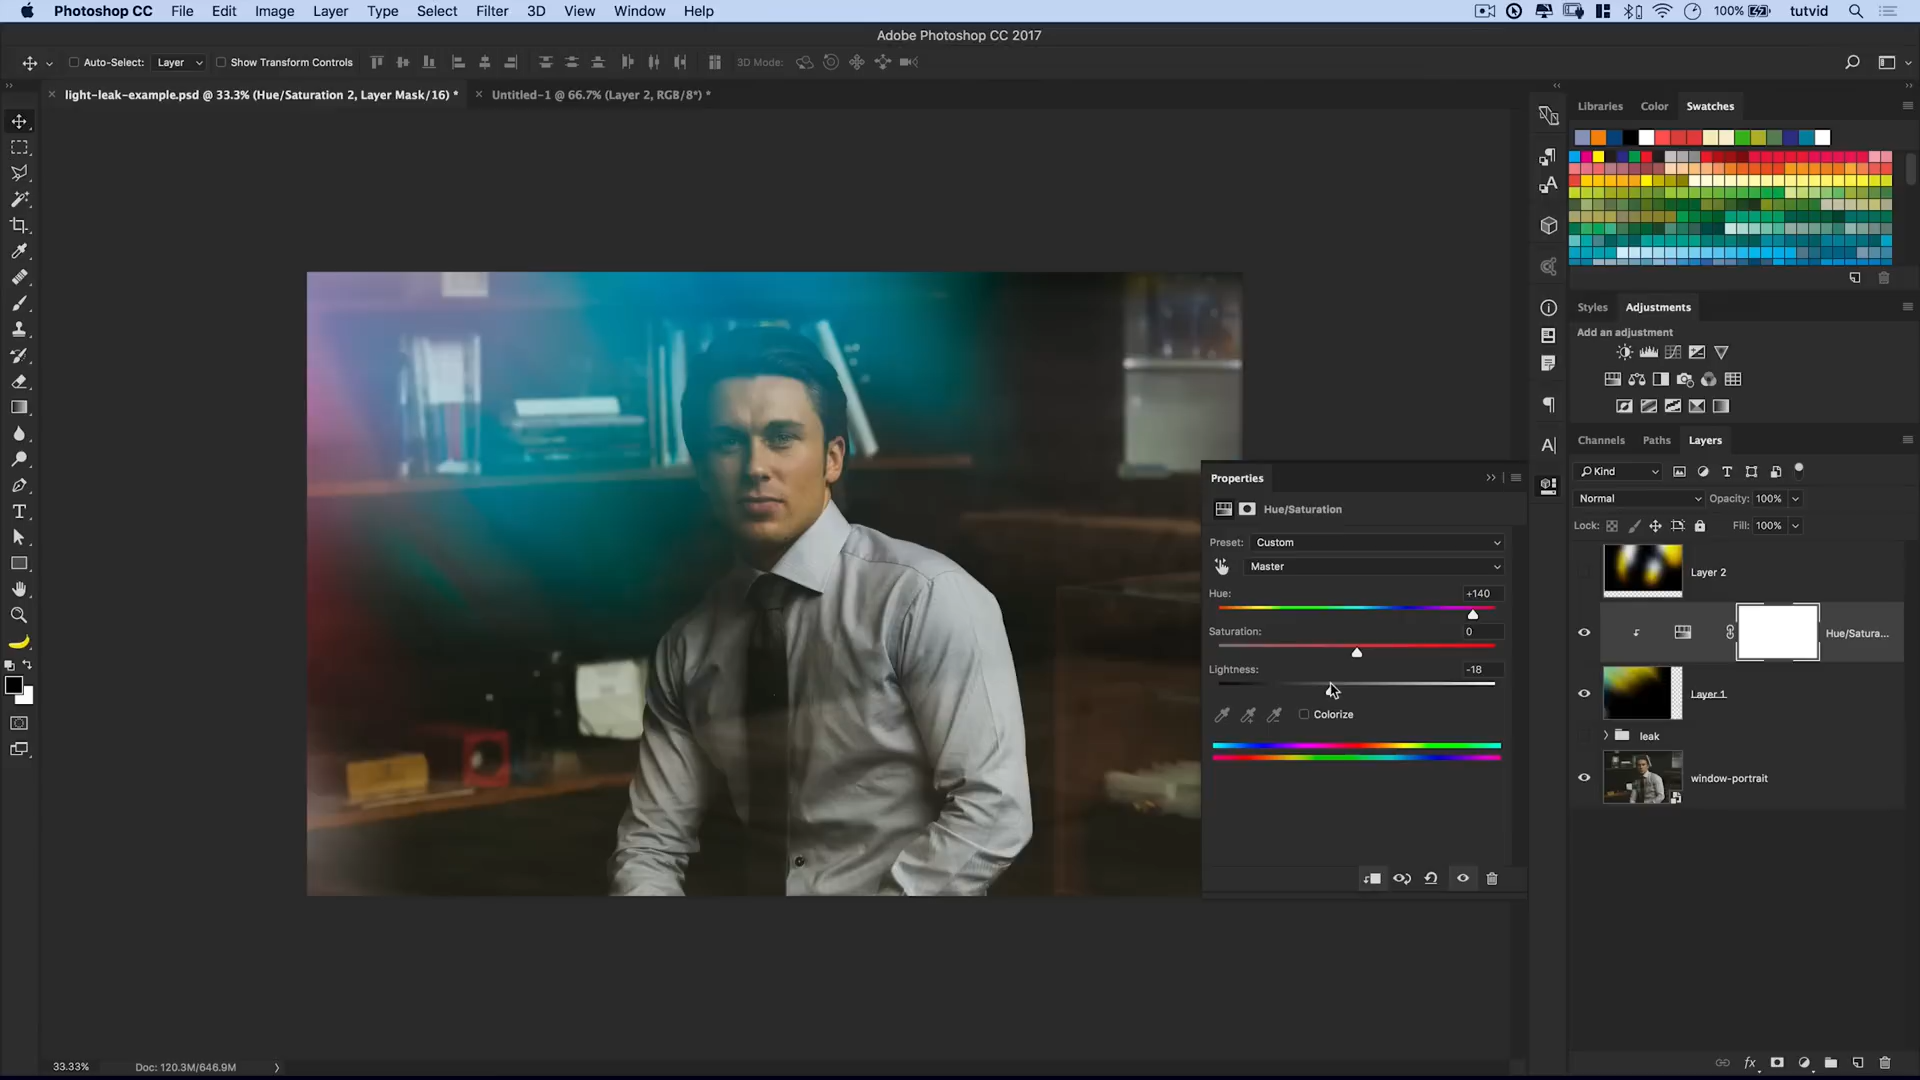 Photoshop CC File Edit Image Layer Type Select Filter 3D View Window Help 100% tutvid
Adobe Photoshop CC 2017
Auto-Select: Layer Show Transform Controls 3D Mode:
light-leak-example.psd @ 33.3% (Hue/Saturation 2, Layer Mask/16) * Untitled-1 @ 66.7% (Layer 2, RGB/8*) *
Libraries Color Swatches
Styles Adjustments
Add an adjustment
Channels Paths Layers
Kind
Normal Opacity: 100%
Lock: Fill: 100%
Layer 2
Hue/Satura...
Layer 1
leak
window-portrait
Properties
Hue/Saturation
Preset: Custom
Master
Hue: +140
Saturation: 0
Lightness: -18
Colorize
33.33% Doc: 120.3M/646.9M